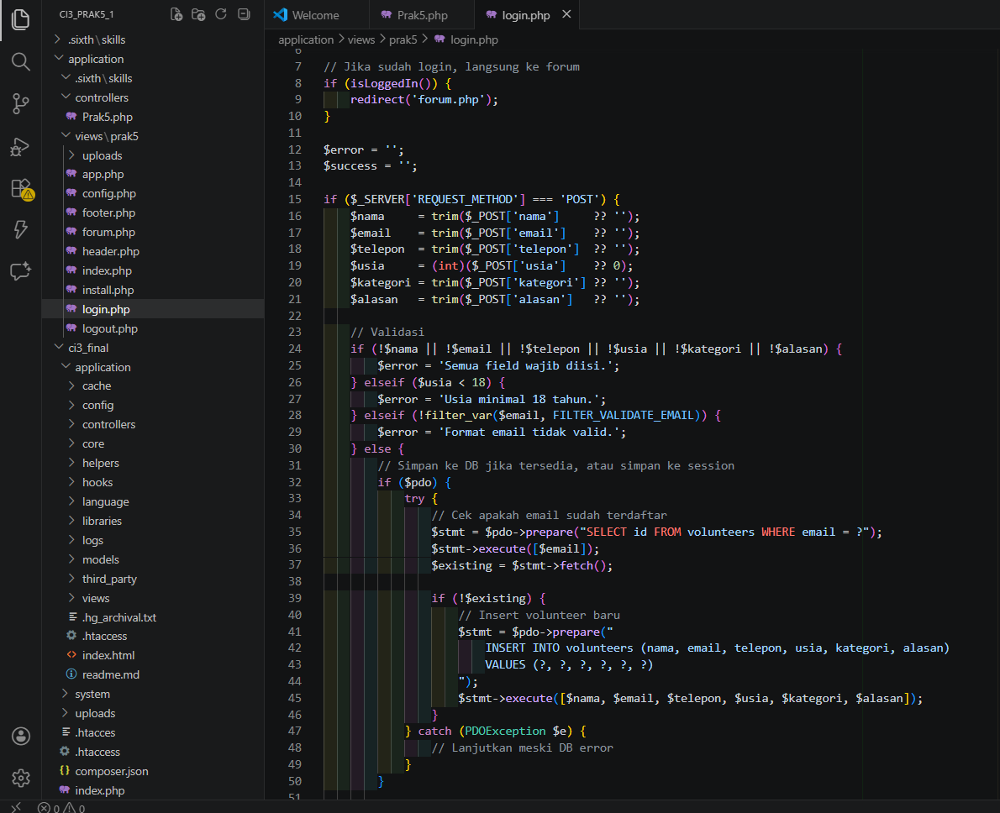 CI3_PRAK5_1
.sixth\skills
application
.sixth\skills
controllers
Prak5.php
views\prak5
uploads
app.php
config.php
footer.php
forum.php
header.php
index.php
install.php
login.php
logout.php
ci3_final
application
cache
config
controllers
core
helpers
hooks
language
libraries
logs
models
third_party
views
.hg_archival.txt
.htaccess
index.html
readme.md
system
uploads
.htacces
.htaccess
composer.json
index.php
Welcome
Prak5.php
login.php
application > views > prak5 > login.php
6
7 // Jika sudah login, langsung ke forum
8 if (isLoggedIn()) {
9 redirect('forum.php');
10 }
11
12 $error = '';
13 $success = '';
14
15 if ($_SERVER['REQUEST_METHOD'] === 'POST') {
16 $nama     = trim($_POST['nama']     ?? '');
17 $email    = trim($_POST['email']    ?? '');
18 $telepon  = trim($_POST['telepon']  ?? '');
19 $usia     = (int)($_POST['usia']    ?? 0);
20 $kategori = trim($_POST['kategori'] ?? '');
21 $alasan   = trim($_POST['alasan']   ?? '');
22
23 // Validasi
24 if (!$nama || !$email || !$telepon || !$usia || !$kategori || !$alasan) {
25 $error = 'Semua field wajib diisi.';
26 } elseif ($usia < 18) {
27 $error = 'Usia minimal 18 tahun.';
28 } elseif (!filter_var($email, FILTER_VALIDATE_EMAIL)) {
29 $error = 'Format email tidak valid.';
30 } else {
31 // Simpan ke DB jika tersedia, atau simpan ke session
32 if ($pdo) {
33 try {
34 // Cek apakah email sudah terdaftar
35 $stmt = $pdo->prepare("SELECT id FROM volunteers WHERE email = ?");
36 $stmt->execute([$email]);
37 $existing = $stmt->fetch();
38
39 if (!$existing) {
40 // Insert volunteer baru
41 $stmt = $pdo->prepare("
42 INSERT INTO volunteers (nama, email, telepon, usia, kategori, alasan)
43 VALUES (?, ?, ?, ?, ?, ?)
44 ");
45 $stmt->execute([$nama, $email, $telepon, $usia, $kategori, $alasan]);
46 }
47 } catch (PDOException $e) {
48 // Lanjutkan meski DB error
49 }
50 }
51
0 0